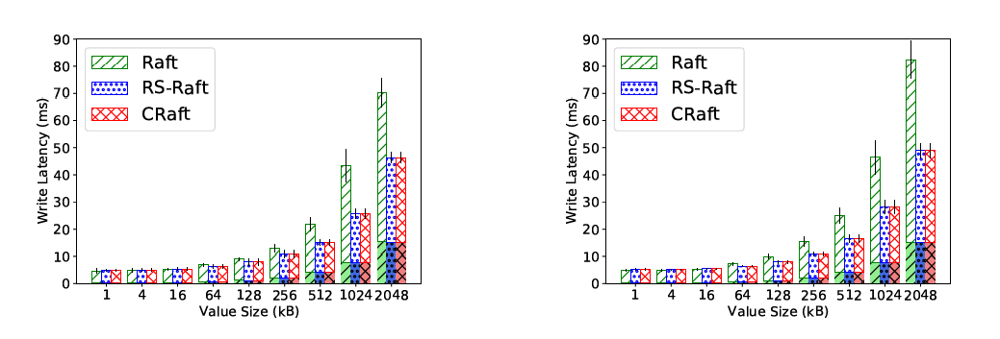 90
80
70
60
50
40
30
20
10
0
Write Latency (ms)
Raft
RS-Raft
CRaft
1 4 16 64 128 256 512 1024 2048
Value Size (kB)
90
80
70
60
50
40
30
20
10
0
Write Latency (ms)
Raft
RS-Raft
CRaft
1 4 16 64 128 256 512 1024 2048
Value Size (kB)